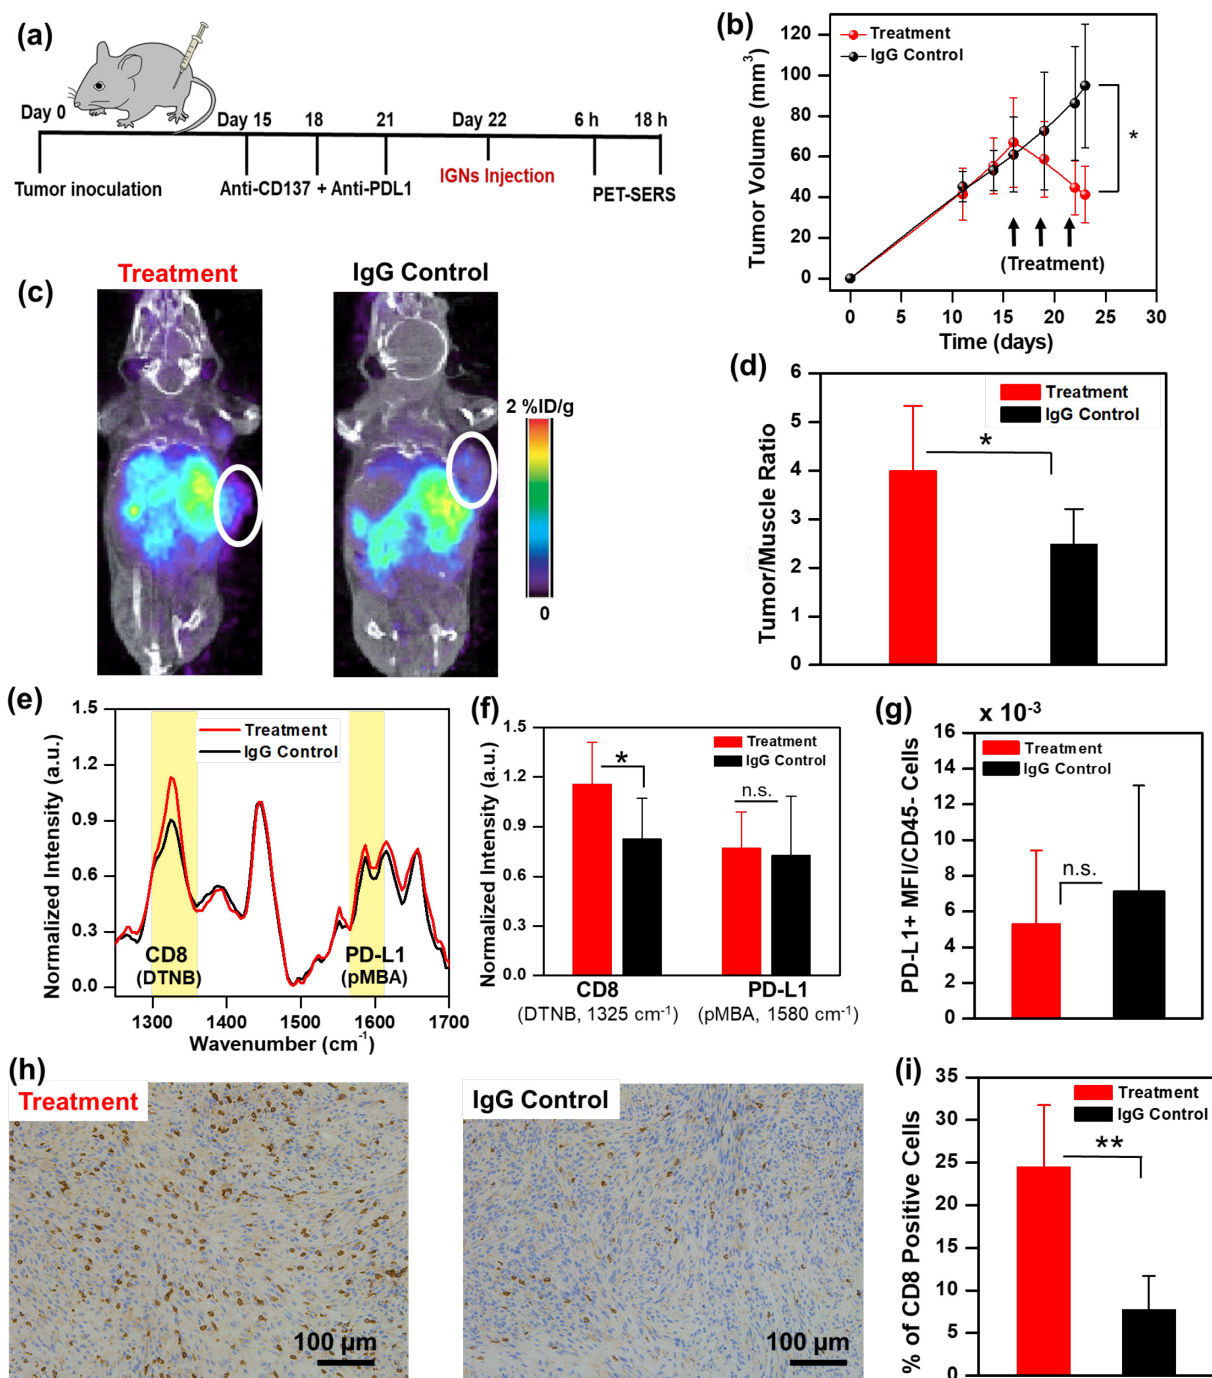 (a)
Day 0
Day 15
18
21
Day 22
6 h
18 h
Tumor inoculation
Anti-CD137 + Anti-PDL1
IGNs Injection
PET-SERS
(b)
Tumor Volume (mm³)
120
100
80
60
40
20
0
Treatment
IgG Control
*
(Treatment)
0
5
10
15
20
25
30
Time (days)
(c)
Treatment
IgG Control
2 %ID/g
0
(d)
Tumor/Muscle Ratio
6
5
4
3
2
1
0
Treatment
IgG Control
*
(e)
Normalized Intensity (a.u.)
1.5
1.2
0.9
0.6
0.3
0.0
Treatment
IgG Control
CD8
(DTNB)
PD-L1
(pMBA)
1300
1400
1500
1600
1700
Wavenumber (cm⁻¹)
(f)
Normalized Intensity (a.u.)
1.5
1.2
0.9
0.6
0.3
0.0
Treatment
IgG Control
*
n.s.
CD8
(DTNB, 1325 cm⁻¹)
PD-L1
(pMBA, 1580 cm⁻¹)
(g)
x 10⁻³
PD-L1+ MFI/CD45- Cells
16
14
12
10
8
6
4
2
0
Treatment
IgG Control
n.s.
(h)
Treatment
100 µm
IgG Control
100 µm
(i)
% of CD8 Positive Cells
35
30
25
20
15
10
5
0
Treatment
IgG Control
**